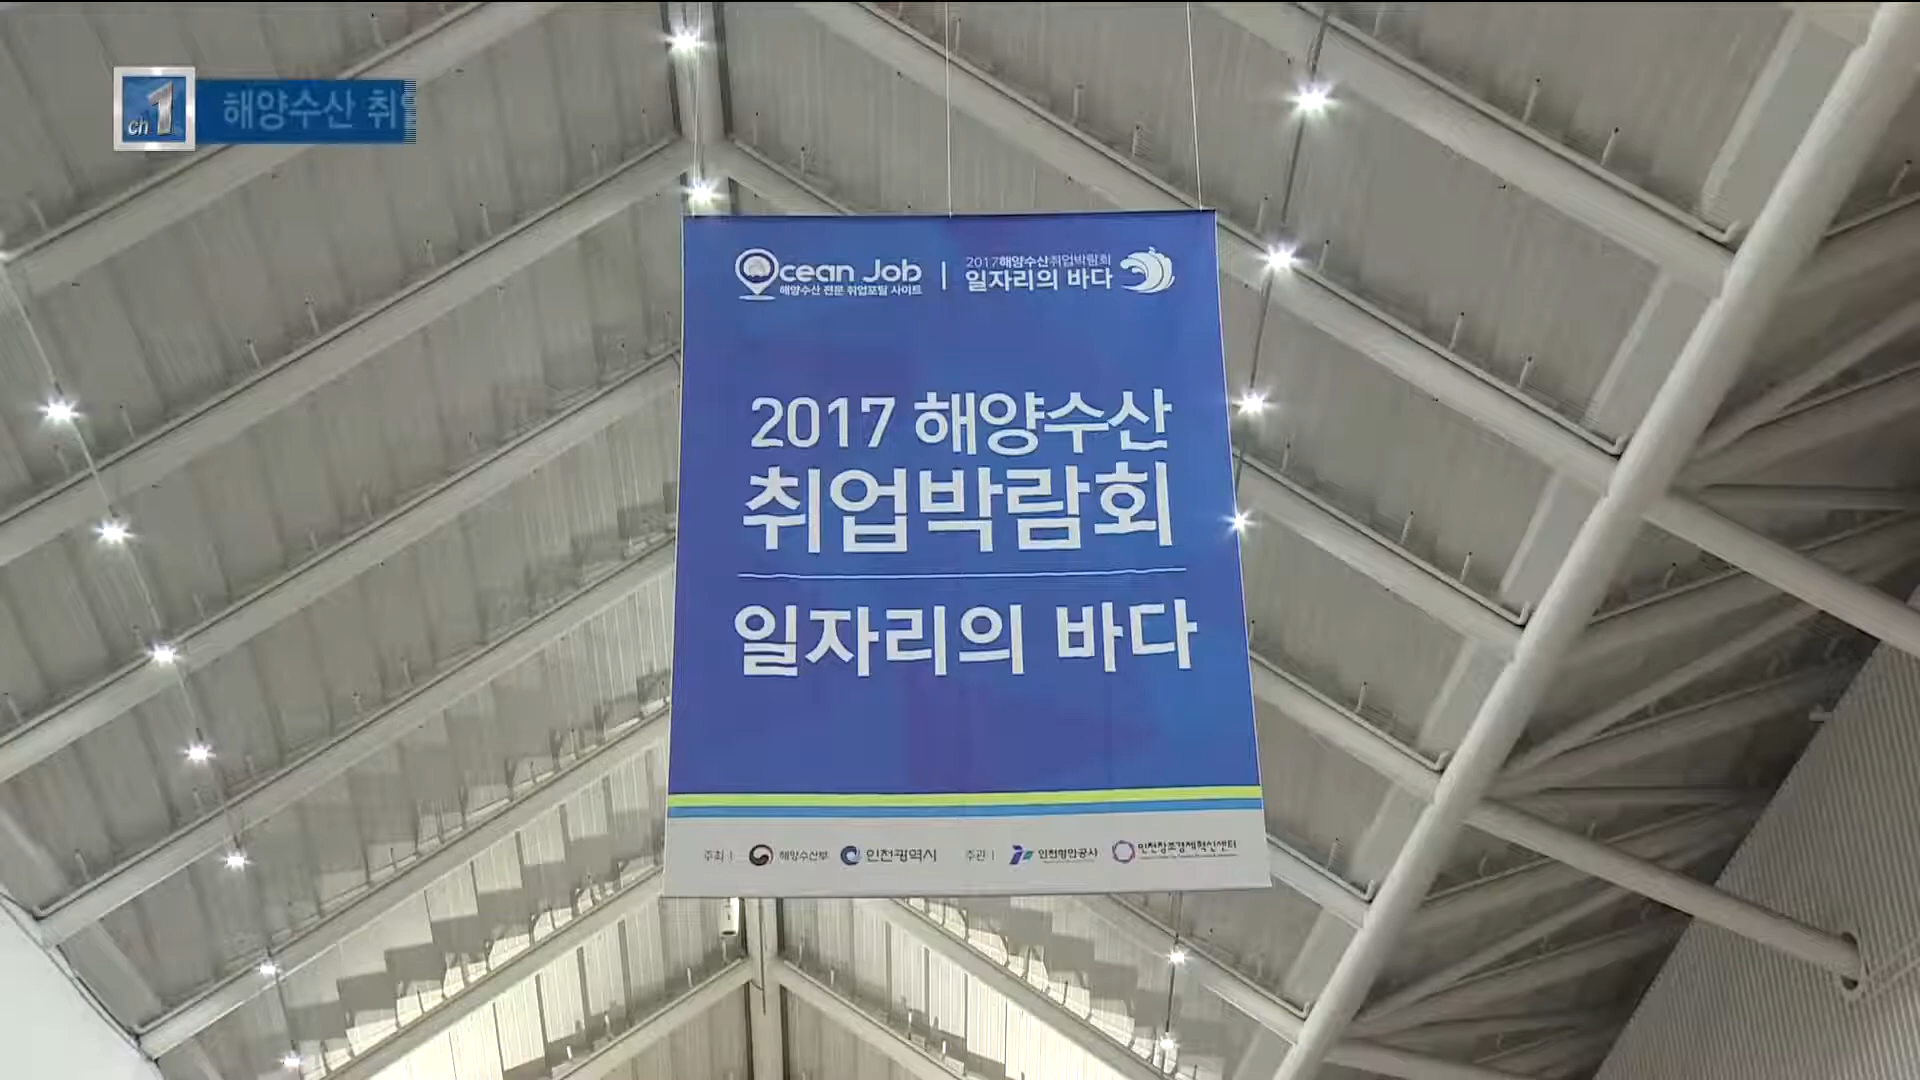 ch 1
해양수산 취
Ocean Job
해양수산 전문 취업포털 사이트
2017해양수산취업박람회
일자리의 바다
2017 해양수산
취업박람회
일자리의 바다
주최 | 해양수산부 인천광역시 주관 | 인천항만공사 인천창조경제혁신센터